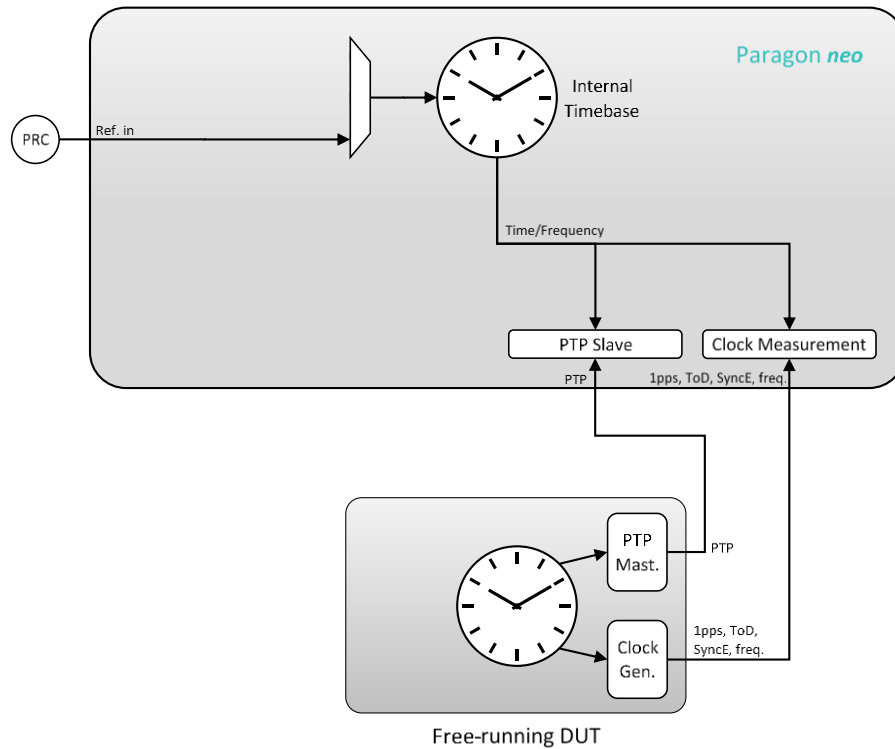 Paragon neo
Internal
Timebase
PRC
Ref. in
Time/Frequency
PTP Slave
Clock Measurement
PTP
1pps, ToD, SyncE, freq.
PTP
Mast.
PTP
Clock
Gen.
1pps, ToD,
SyncE, freq.
Free-running DUT